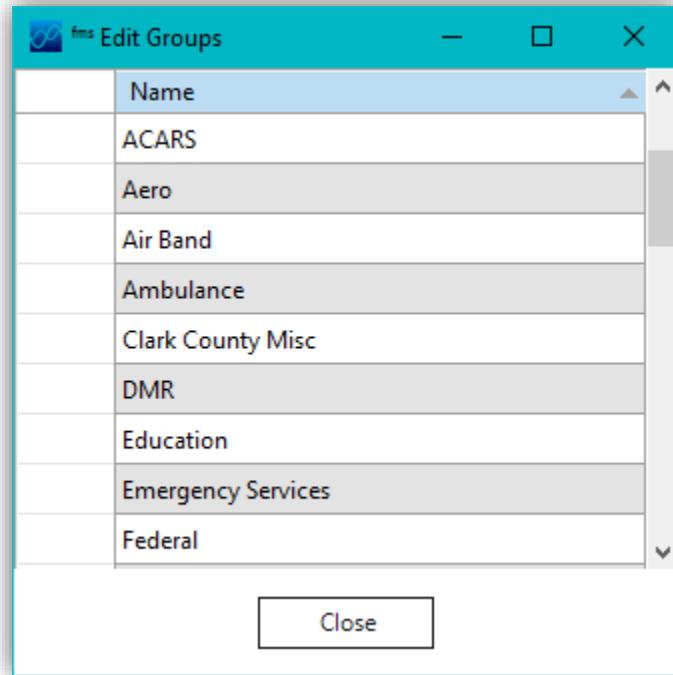 fms Edit Groups
Name
ACARS
Aero
Air Band
Ambulance
Clark County Misc
DMR
Education
Emergency Services
Federal
Close